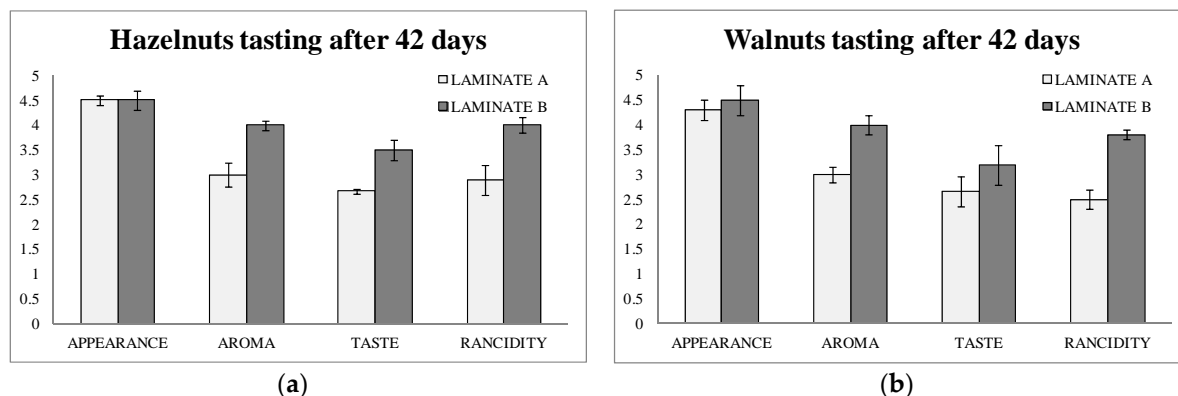 Hazelnuts tasting after 42 days
LAMINATE A
LAMINATE B
5
4.5
4
3.5
3
2.5
2
1.5
1
0.5
0
APPEARANCE AROMA TASTE RANCIDITY
(a)
Walnuts tasting after 42 days
LAMINATE A
LAMINATE B
5
4.5
4
3.5
3
2.5
2
1.5
1
0.5
0
APPEARANCE AROMA TASTE RANCIDITY
(b)